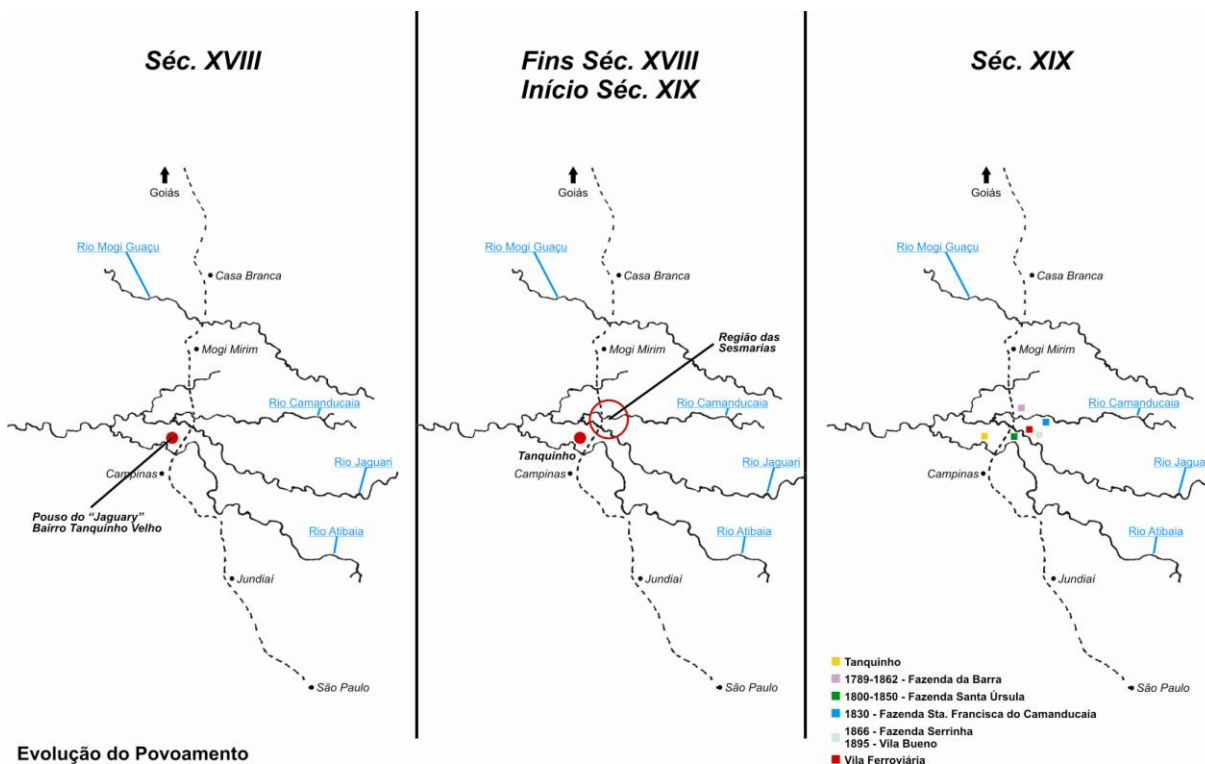 Séc. XVIII
Goiás
Rio Mogi Guaçu
Casa Branca
Mogi Mirim
Rio Camanducaia
Campinas
Rio Jaguari
Pouso do “Jaguary”
Bairro Tanquinho Velho
Rio Atibaia
Jundiaí
São Paulo
Fins Séc. XVIII
Início Séc. XIX
Goiás
Rio Mogi Guaçu
Casa Branca
Região das
Sesmarias
Mogi Mirim
Rio Camanducaia
Tanquinho
Campinas
Rio Jaguari
Rio Atibaia
Jundiaí
São Paulo
Séc. XIX
Goiás
Rio Mogi Guaçu
Casa Branca
Mogi Mirim
Rio Camanducaia
Campinas
Rio Jagua
Rio Atibaia
Jundiaí
São Paulo
Tanquinho
1789-1862 - Fazenda da Barra
1800-1850 - Fazenda Santa Úrsula
1830 - Fazenda Sta. Francisca do Camanducaia
1866 - Fazenda Serrinha
1895 - Vila Bueno
Vila Ferroviária
Evolução do Povoamento